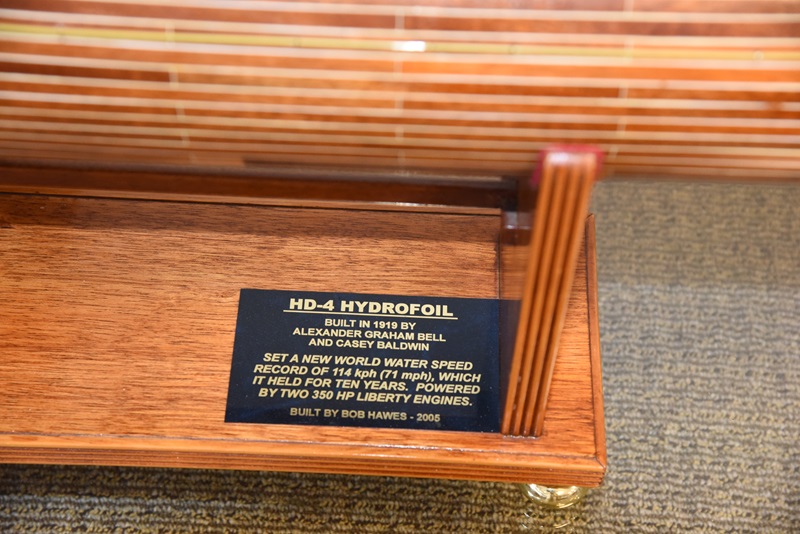 HD-4 HYDROFOIL
BUILT IN 1919 BY
ALEXANDER GRAHAM BELL
AND CASEY BALDWIN
SET A NEW WORLD WATER SPEED
RECORD OF 114 kph (71 mph), WHICH
IT HELD FOR TEN YEARS. POWERED
BY TWO 350 HP LIBERTY ENGINES.
BUILT BY BOB HAWES - 2005